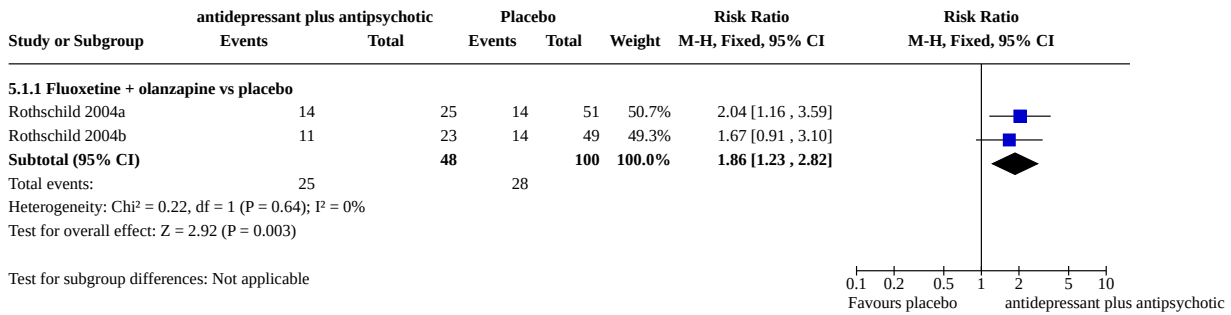 antidepressant plus antipsychotic Placebo Risk Ratio Risk Ratio
Study or Subgroup Events Total Events Total Weight M-H, Fixed, 95% CI M-H, Fixed, 95% CI
5.1.1 Fluoxetine + olanzapine vs placebo
Rothschild 2004a 14 25 14 51 50.7% 2.04 [1.16 , 3.59]
Rothschild 2004b 11 23 14 49 49.3% 1.67 [0.91 , 3.10]
Subtotal (95% CI) 48 100 100.0% 1.86 [1.23 , 2.82]
Total events: 25 28
Heterogeneity: Chi² = 0.22, df = 1 (P = 0.64); I² = 0%
Test for overall effect: Z = 2.92 (P = 0.003)
Test for subgroup differences: Not applicable
0.1 0.2 0.5 1 2 5 10
Favours placebo antidepressant plus antipsychotic